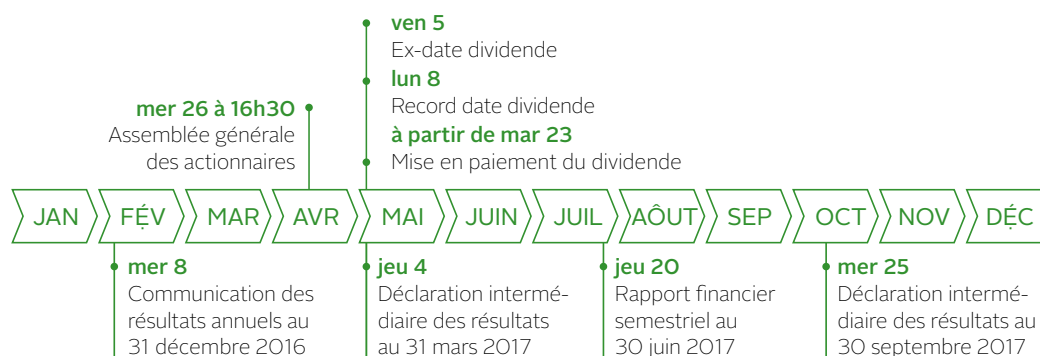 ven 5
Ex-date dividende
lun 8
Record date dividende
à partir de mar 23
Mise en paiement du dividende
mer 26 à 16h30
Assemblée générale
des actionnaires
JAN
FÉV
MAR
AVR
MAI
JUIN
JUIL
AÔUT
SEP
OCT
NOV
DÉC
mer 8
Communication des
résultats annuels au
31 décembre 2016
jeu 4
Déclaration intermé-
diaire des résultats
au 31 mars 2017
jeu 20
Rapport financier
semestriel au
30 juin 2017
mer 25
Déclaration intermé-
diaire des résultats au
30 septembre 2017